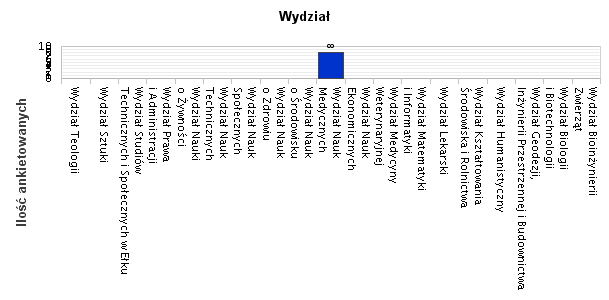 Wydział
Ilość ankietowanych
10
0
8
Wydział Teologii
Wydział Sztuki
Wydział Studiów
Technicznych i Społecznych w Ełku
Wydział Prawa
i Administracji
Wydział Nauki
o Żywności
Wydział Nauk
Technicznych
Wydział Nauk
Społecznych
Wydział Nauk
o Zdrowiu
Wydział Nauk
o Środowisku
Wydział Nauk
Medycznych
Wydział Nauk
Ekonomicznych
Wydział Medycyny
Weterynaryjnej
Wydział Matematyki
i Informatyki
Wydział Lekarski
Wydział Kształtowania
Środowiska i Rolnictwa
Wydział Humanistyczny
Wydział Geodezji,
Inżynierii Przestrzennej i Budownictwa
Wydział Biologii
i Biotechnologii
Wydział Bioinżynierii
Zwierząt